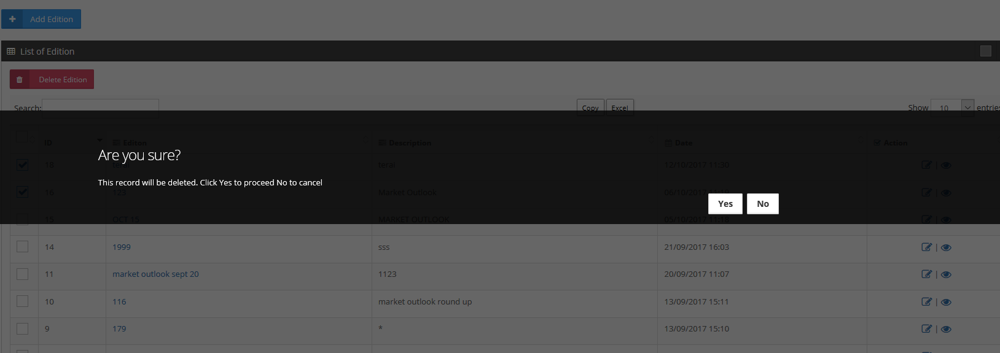 Add Edition
List of Edition
Delete Edition
Search: Copy Excel Show 10 entries
ID Editon Description Date Action
Are you sure?
18 teral teral 12/10/2017 11:30 |
This record will be deleted. Click Yes to proceed No to cancel
16 123 Market Outlook 06/10/2017 |
Yes No
15 OCT 15 MARKET OUTLOOK 05/10/2017 11:18 |
14 1999 sss 21/09/2017 16:03 |
11 market outlook sept 20 1123 20/09/2017 11:07 |
10 116 market outlook round up 13/09/2017 15:11 |
9 179 * 13/09/2017 15:10 |